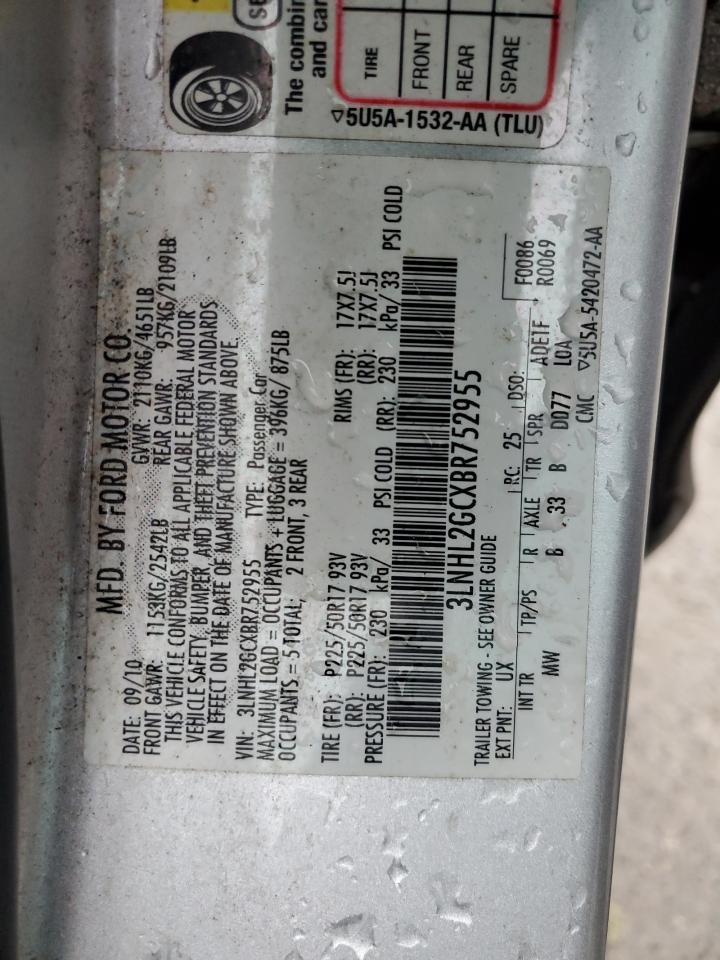 SE
The combin
and car
TIRE
FRONT
REAR
SPARE
▽5U5A-1532-AA (TLU)
MFD. BY FORD MOTOR CO.
DATE: 09/10 GVWR: 2110KG/4651LB
FRONT GAWR: 1153KG/2542LB REAR GAWR: 957KG/2109LB
THIS VEHICLE CONFORMS TO ALL APPLICABLE FEDERAL MOTOR
VEHICLE SAFETY, BUMPER, AND THEFT PREVENTION STANDARDS
IN EFFECT ON THE DATE OF MANUFACTURE SHOWN ABOVE.
VIN: 3LNHL2GCXBR752955 TYPE: Passenger Car
MAXIMUM LOAD = OCCUPANTS + LUGGAGE = 396KG/ 875LB
OCCUPANTS = 5 TOTAL, 2 FRONT, 3 REAR
TIRE (FR): P225/50R17 93V RIMS (FR): 17X7.5J
(RR): P225/50R17 93V (RR): 17X7.5J
PRESSURE (FR): 230 kPa/ 33 PSI COLD (RR): 230 kPa/ 33 PSI COLD
3LNHL2GCXBR752955
TRAILER TOWING - SEE OWNER GUIDE
EXT PNT: UX RC: 25 DSO: F0086
R0069
INT TR TP/PS R AXLE TR SPR ADE1F
MW B .33 B DD77 L0A
CMC ▽5U5A-5420472-AA